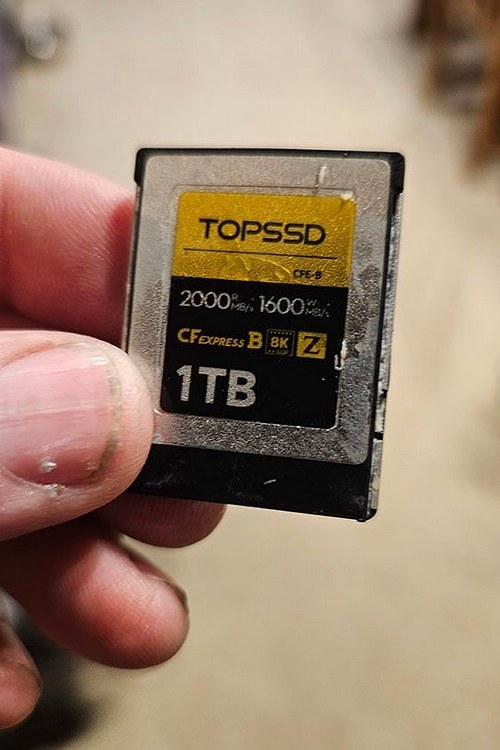 TOPSSD
CFE-B
2000 R MB/s 1600 W MB/s
CFEXPRESS B 8K Z
1TB